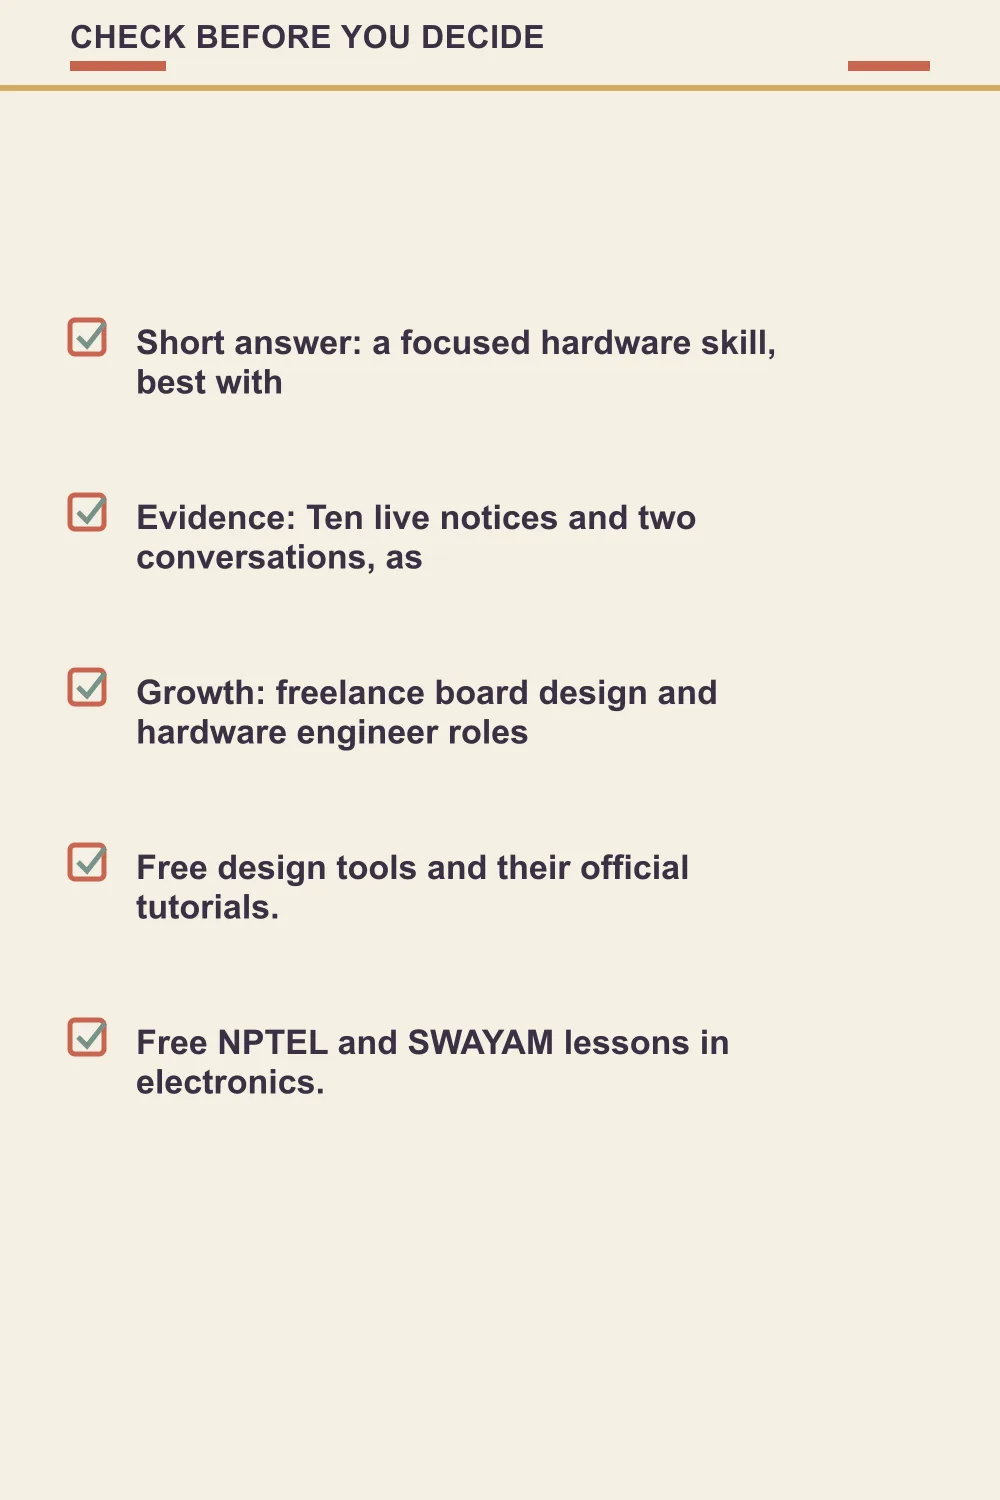 CHECK BEFORE YOU DECIDE
Short answer: a focused hardware skill,
best with
Evidence: Ten live notices and two
conversations, as
Growth: freelance board design and
hardware engineer roles
Free design tools and their official
tutorials.
Free NPTEL and SWAYAM lessons in
electronics.